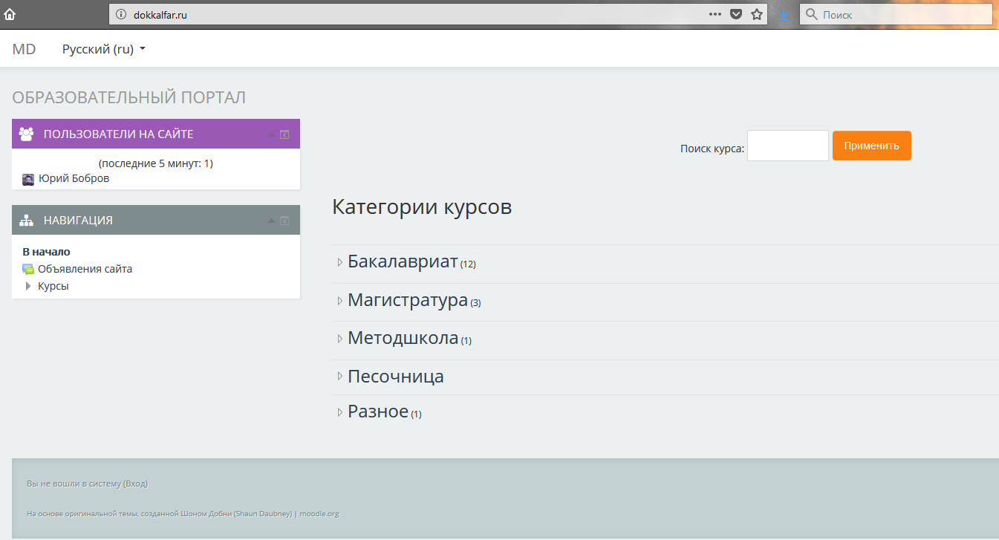 dokkalfar.ru
Поиск
MD Русский (ru)
ОБРАЗОВАТЕЛЬНЫЙ ПОРТАЛ
ПОЛЬЗОВАТЕЛИ НА САЙТЕ
(последние 5 минут: 1)
Юрий Бобров
НАВИГАЦИЯ
В начало
Объявления сайта
Курсы
Поиск курса: Применить
Категории курсов
Бакалавриат (12)
Магистратура (3)
Методшкола (1)
Песочница
Разное (1)
Вы не вошли в систему (Вход)
На основе оригинальной темы, созданной Шоном Добни (Shaun Daubney) | moodle.org